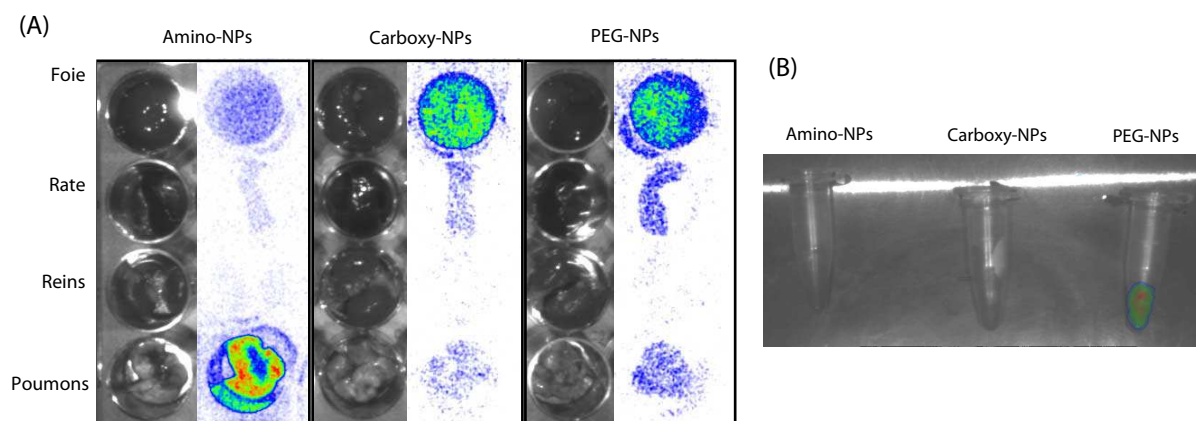 (A)
Amino-NPs Carboxy-NPs PEG-NPs
Foie
Rate
Reins
Poumons
(B)
Amino-NPs Carboxy-NPs PEG-NPs